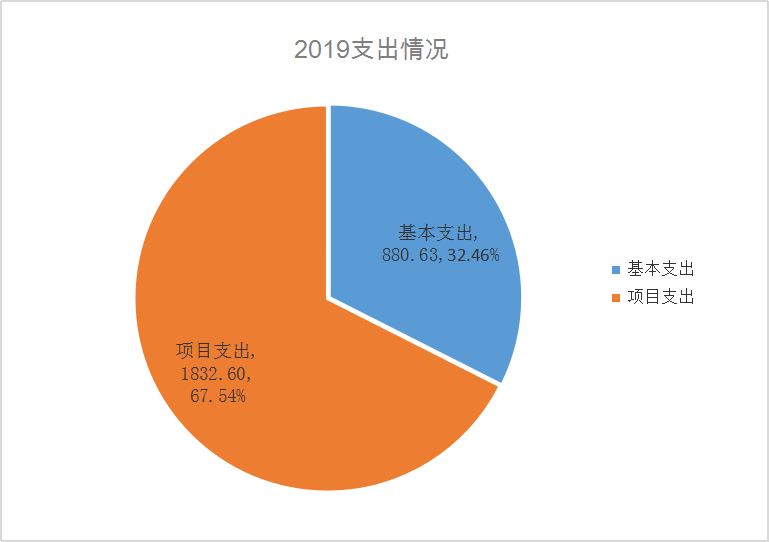 2019支出情况
基本支出,
880.63,32.46%
项目支出,
1832.60,
67.54%
基本支出
项目支出